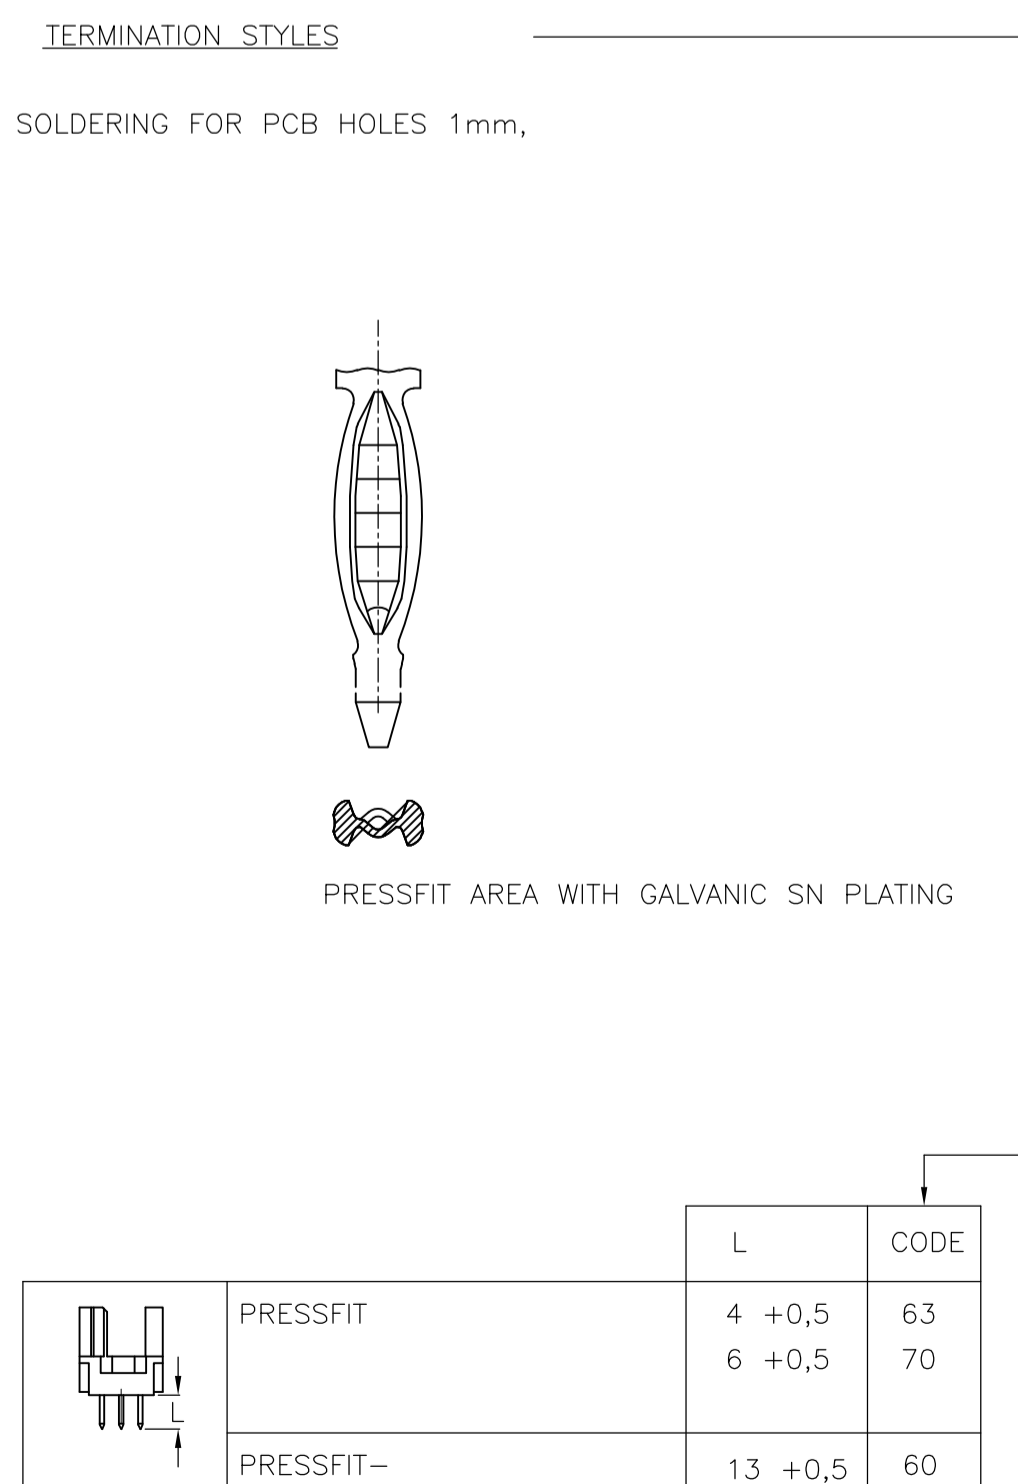 TERMINATION STYLES
SOLDERING FOR PCB HOLES 1mm,
PRESSFIT AREA WITH GALVANIC SN PLATING
L CODE
PRESSFIT 4 +0,5 63
6 +0,5 70
L
PRESSFIT– 13 +0,5 60